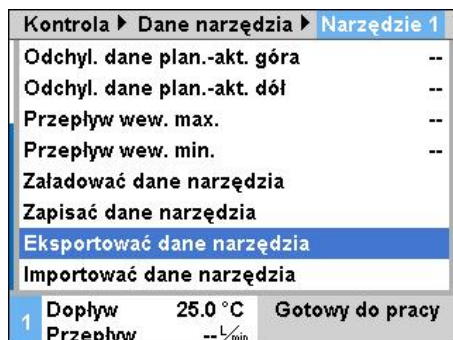 Kontrola ▶ Dane narzędzia ▶ Narzędzie 1
Odchyl. dane plan.-akt. góra --
Odchyl. dane plan.-akt. dół --
Przepływ wew. max. --
Przepływ wew. min. --
Załadować dane narzędzia
Zapisać dane narzędzia
Eksportować dane narzędzia
Importować dane narzędzia
1 Dopływ 25.0 °C Gotowy do pracy
Przepływ -- L/min